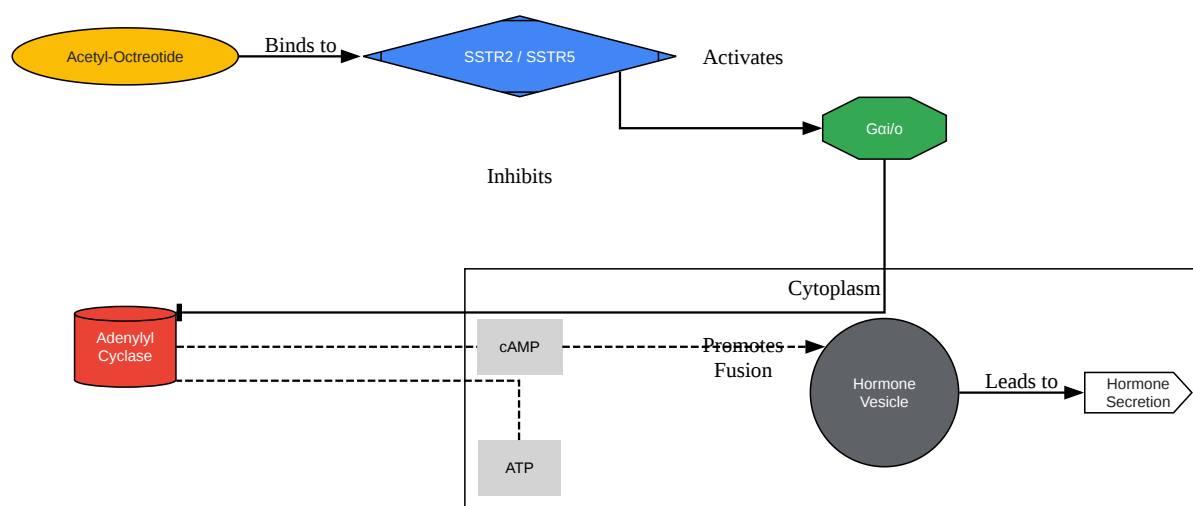 Acetyl-Octreotide
Binds to
SSTR2 / SSTR5
Activates
Gαi/o
Inhibits
Cytoplasm
Adenylyl
Cyclase
cAMP
Promotes
Fusion
Hormone
Vesicle
Leads to
Hormone
Secretion
ATP